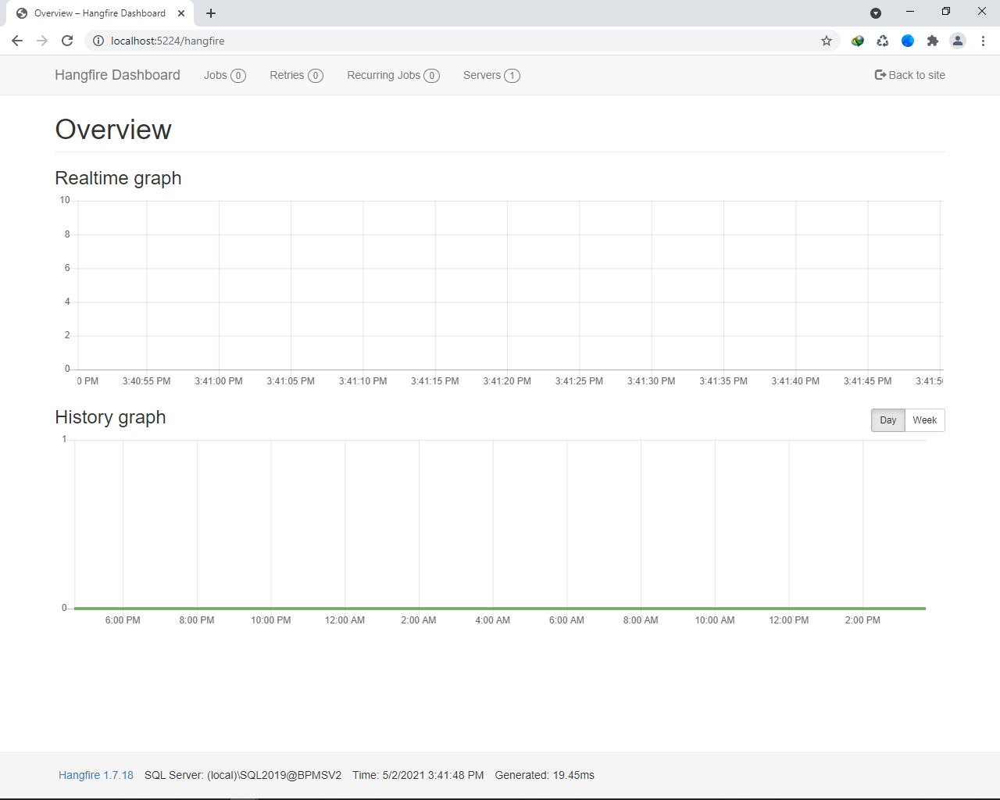 Overview – Hangfire Dashboard
localhost:5224/hangfire
Hangfire Dashboard Jobs 0 Retries 0 Recurring Jobs 0 Servers 1 Back to site
Overview
Realtime graph
10
8
6
4
2
0
0 PM 3:40:55 PM 3:41:00 PM 3:41:05 PM 3:41:10 PM 3:41:15 PM 3:41:20 PM 3:41:25 PM 3:41:30 PM 3:41:35 PM 3:41:40 PM 3:41:45 PM 3:41:5
History graph Day Week
1
0
6:00 PM 8:00 PM 10:00 PM 12:00 AM 2:00 AM 4:00 AM 6:00 AM 8:00 AM 10:00 AM 12:00 PM 2:00 PM
Hangfire 1.7.18 SQL Server: (local)\SQL2019@BPMSV2 Time: 5/2/2021 3:41:48 PM Generated: 19.45ms